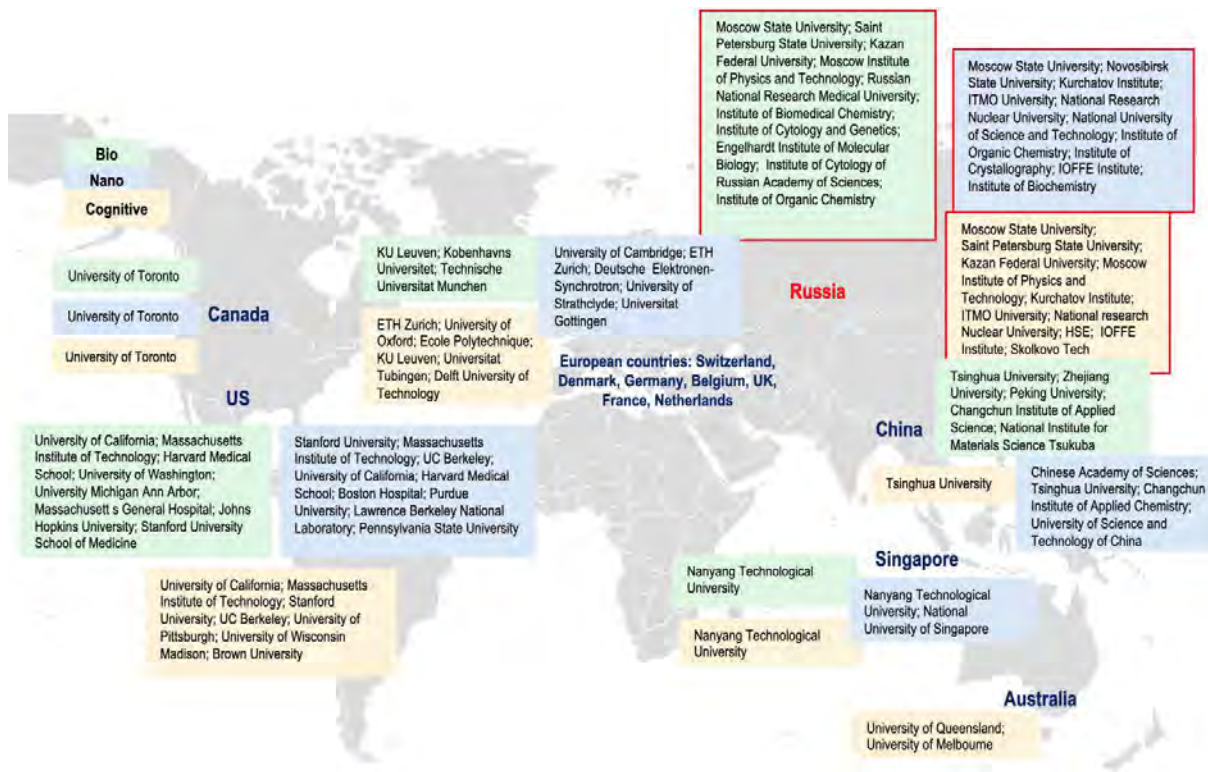 Moscow State University; Saint
Petersburg State University; Kazan
Federal University; Moscow Institute
of Physics and Technology; Russian
National Research Medical University;
Institute of Biomedical Chemistry;
Institute of Cytology and Genetics;
Engelhardt Institute of Molecular
Biology; Institute of Cytology of
Russian Academy of Sciences;
Institute of Organic Chemistry
Moscow State University; Novosibirsk
State University; Kurchatov Institute;
ITMO University; National Research
Nuclear University; National University
of Science and Technology; Institute of
Organic Chemistry; Institute of
Crystallography; IOFFE Institute;
Institute of Biochemistry
Bio
Nano
Cognitive
Moscow State University;
Saint Petersburg State University;
Kazan Federal University; Moscow
Institute of Physics and
Technology; Kurchatov Institute;
ITMO University; National research
Nuclear University; HSE; IOFFE
Institute; Skolkovo Tech
Russia
University of Toronto
University of Toronto
University of Toronto
Canada
KU Leuven; Kobenhavns
Universitet; Technische
Universitat Munchen
University of Cambridge; ETH
Zurich; Deutsche Elektronen-
Synchrotron; University of
Strathclyde; Universitat
Gottingen
ETH Zurich; University of
Oxford; Ecole Polytechnique;
KU Leuven; Universitat
Tubingen; Delft University of
Technology
European countries: Switzerland,
Denmark, Germany, Belgium, UK,
France, Netherlands
US
University of California; Massachusetts
Institute of Technology; Harvard Medical
School; University of Washington;
University Michigan Ann Arbor;
Massachusett s General Hospital; Johns
Hopkins University; Stanford University
School of Medicine
Stanford University; Massachusetts
Institute of Technology; UC Berkeley;
University of California; Harvard Medical
School; Boston Hospital; Purdue
University; Lawrence Berkeley National
Laboratory; Pennsylvania State University
University of California; Massachusetts
Institute of Technology; Stanford
University; UC Berkeley; University of
Pittsburgh; University of Wisconsin
Madison; Brown University
China
Tsinghua University; Zhejiang
University; Peking University;
Changchun Institute of Applied
Science; National Institute for
Materials Science Tsukuba
Tsinghua University
Chinese Academy of Sciences;
Tsinghua University; Changchun
Institute of Applied Chemistry;
University of Science and
Technology of China
Singapore
Nanyang Technological
University
Nanyang Technological
University; National
University of Singapore
Nanyang Technological
University
Australia
University of Queensland;
University of Melbourne